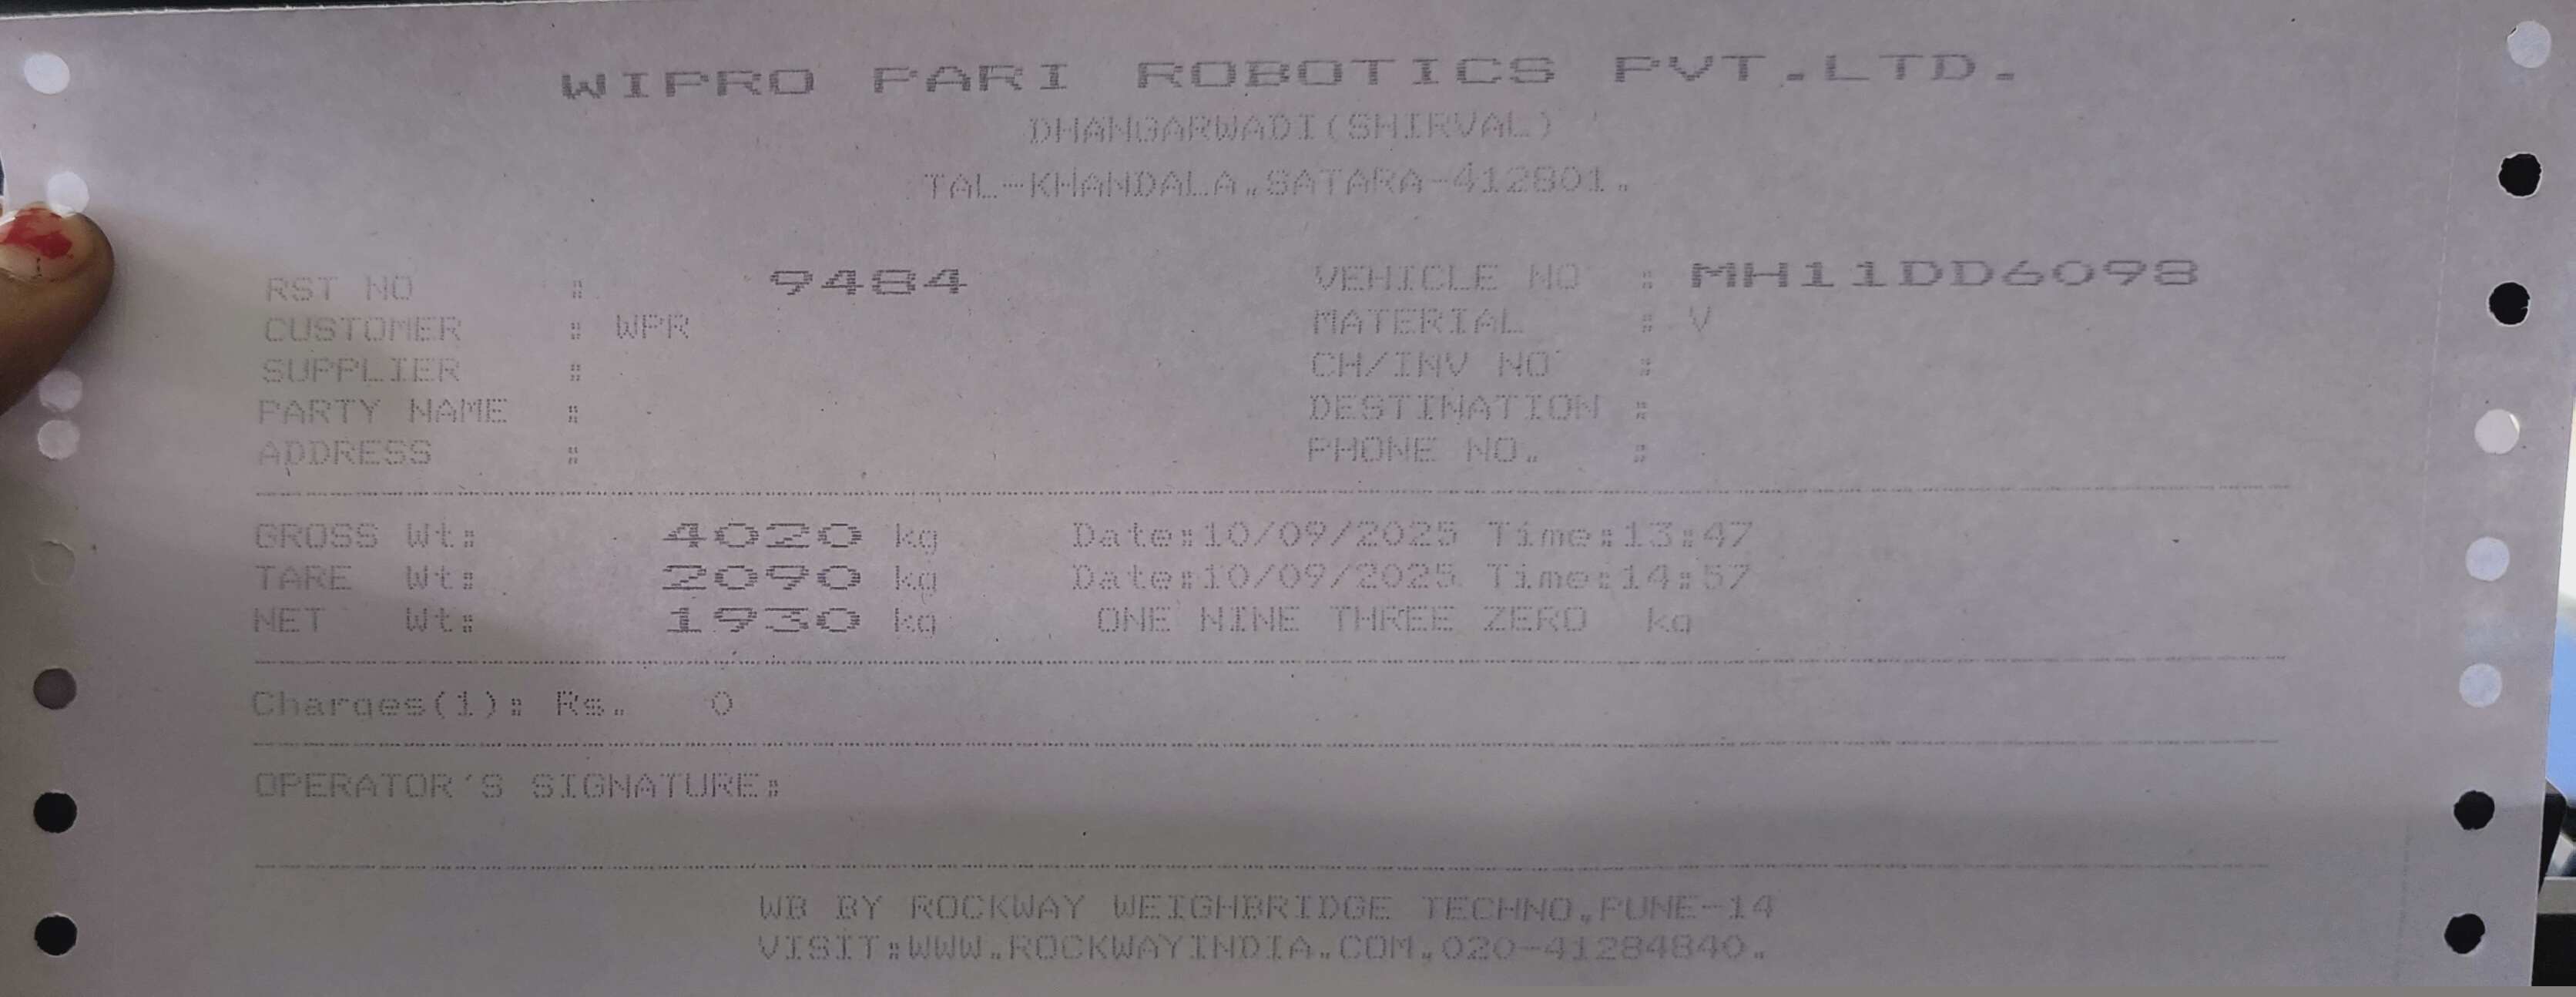 WIPRO PARI ROBOTICS PVT.LTD.
DHANGARWADI(SHIRVAL)
TAL-KHANDALA,SATARA-412801.
RST NO : 9484 VEHICLE NO : MH11DD6098
CUSTOMER : WPR MATERIAL : V
SUPPLIER : CH/INV NO :
PARTY NAME : DESTINATION :
ADDRESS : PHONE NO. :
GROSS Wt: 4020 kg Date:10/09/2025 Time:13:47
TARE Wt: 2090 kg Date:10/09/2025 Time:14:57
NET Wt: 1930 kg ONE NINE THREE ZERO kg
Charges(1): Rs. 0
OPERATOR'S SIGNATURE:
WB BY ROCKWAY WEIGHBRIDGE TECHNO,PUNE-14
VISIT:WWW.ROCKWAYINDIA.COM,020-41284840.